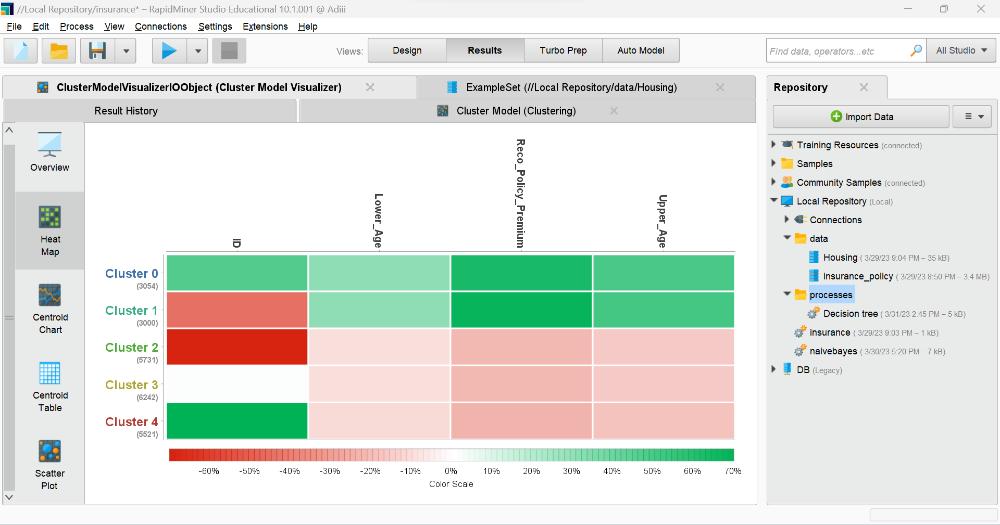 //Local Repository/insurance* – RapidMiner Studio Educational 10.1.001 @ Adiii
File Edit Process View Connections Settings Extensions Help
Views: Design Results Turbo Prep Auto Model
Find data, operators...etc
All Studio
ClusterModelVisualizerIOObject (Cluster Model Visualizer)
ExampleSet (//Local Repository/data/Housing)
Result History
Cluster Model (Clustering)
Overview
Heat
Map
Centroid
Chart
Centroid
Table
Scatter
Plot
ID
Lower_Age
Reco_Policy_Premium
Upper_Age
Cluster 0
(3054)
Cluster 1
(3000)
Cluster 2
(5731)
Cluster 3
(6242)
Cluster 4
(5521)
-60% -50% -40% -30% -20% -10% 0% 10% 20% 30% 40% 50% 60% 70%
Color Scale
Repository
Import Data
Training Resources (connected)
Samples
Community Samples (connected)
Local Repository (Local)
Connections
data
Housing ( 3/29/23 9:04 PM – 35 kB)
insurance_policy ( 3/29/23 8:50 PM – 3.4 MB)
processes
Decision tree ( 3/31/23 2:45 PM – 5 kB)
insurance ( 3/29/23 9:03 PM – 1 kB)
naivebayes ( 3/30/23 5:20 PM – 7 kB)
DB (Legacy)